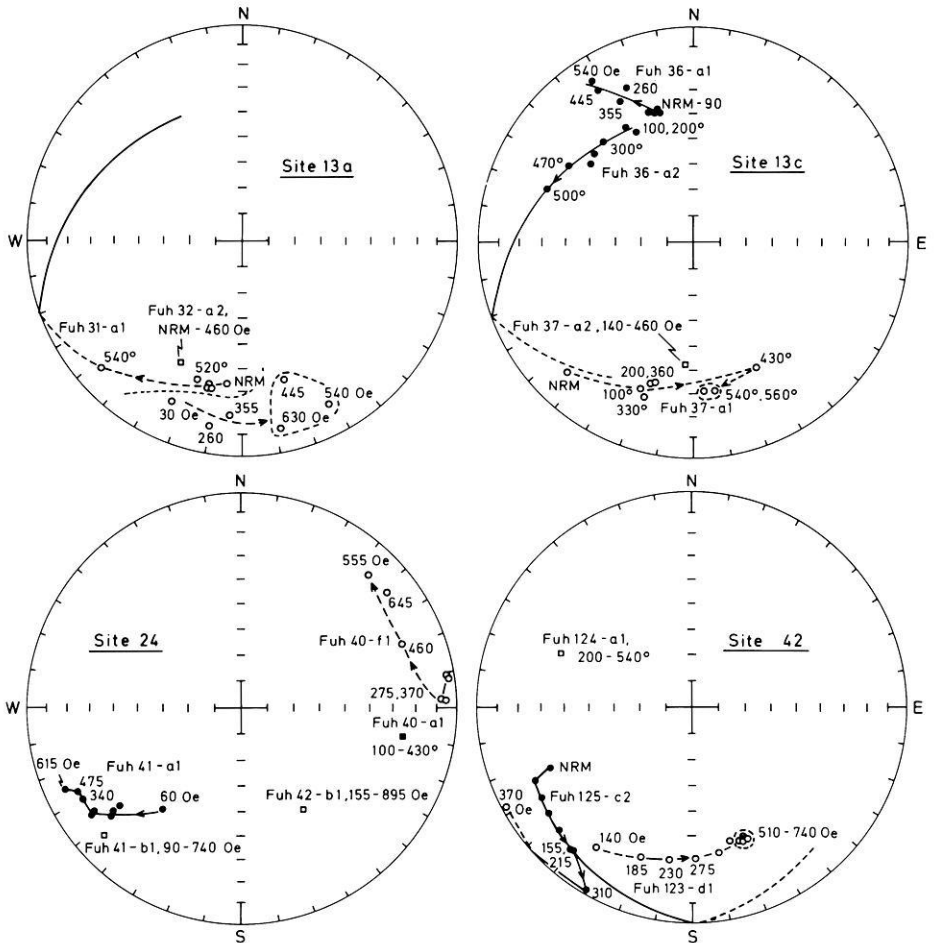 N
Site 13a
W
Fuh 32-a2,
NRM-460 Oe
Fuh 31-a1
540°
520°
NRM
30 Oe
260
355
445
540 Oe
630 Oe
N
540 Oe
Fuh 36-a1
260
445
355
NRM-90
100,200°
Site 13c
300°
470°
Fuh 36-a2
500°
E
Fuh 37-a2,140-460 Oe
NRM
200,360
430°
100°
330°
Fuh 37-a1
540°,560°
N
555 Oe
645
Site 24
Fuh 40-f1
460
W
275,370
Fuh 40-a1
100-430°
615 Oe
475
Fuh 41-a1
340
60 Oe
Fuh 42-b1,155-895 Oe
Fuh 41-b1,90-740 Oe
S
N
Fuh 124-a1,
200-540°
Site 42
E
NRM
370
Oe
Fuh 125-c2
140 Oe
510-740 Oe
155,
215
185
230
275
310
Fuh 123-d1
S